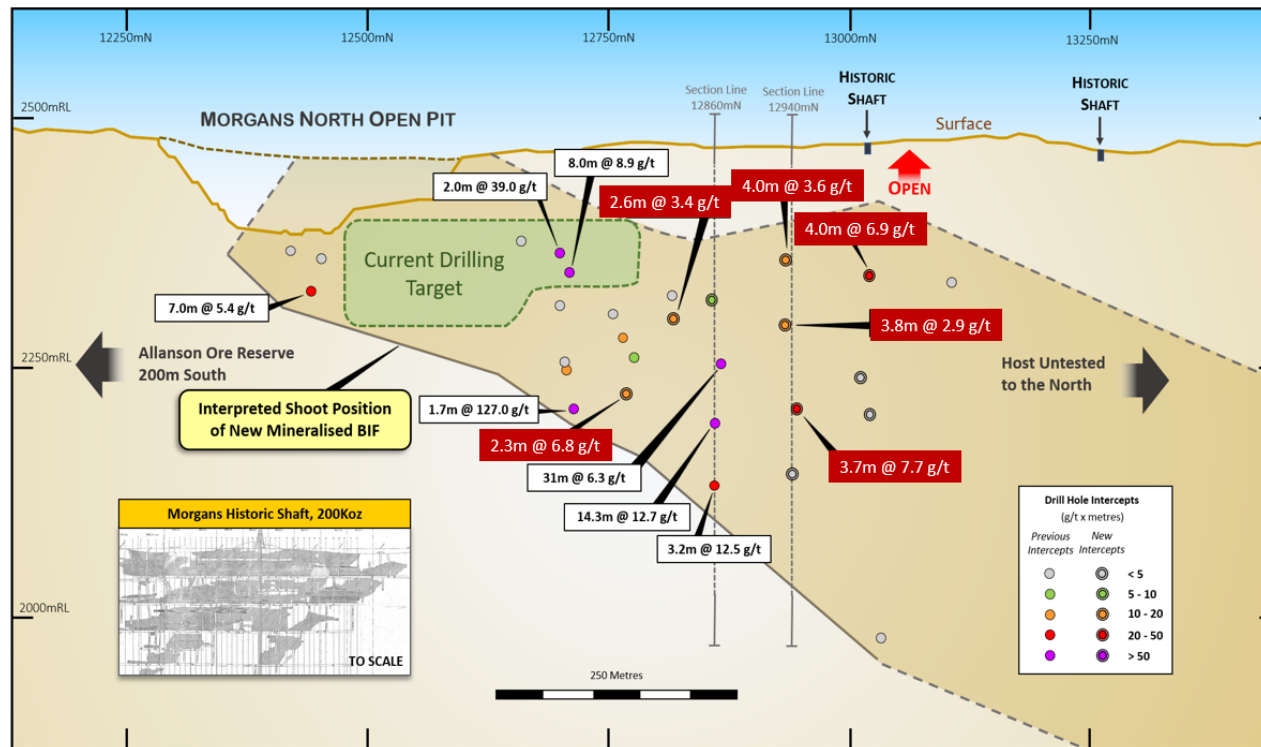 12250mN
12500mN
12750mN
13000mN
13250mN
2500mRL
2250mRL
2000mRL
MORGANS NORTH OPEN PIT
Section Line
12860mN
Section Line
12940mN
HISTORIC
SHAFT
HISTORIC
SHAFT
Surface
OPEN
8.0m @ 8.9 g/t
2.0m @ 39.0 g/t
2.6m @ 3.4 g/t
4.0m @ 3.6 g/t
4.0m @ 6.9 g/t
Current Drilling
Target
7.0m @ 5.4 g/t
3.8m @ 2.9 g/t
Allanson Ore Reserve
200m South
Host Untested
to the North
Interpreted Shoot Position
of New Mineralised BIF
1.7m @ 127.0 g/t
2.3m @ 6.8 g/t
31m @ 6.3 g/t
3.7m @ 7.7 g/t
14.3m @ 12.7 g/t
3.2m @ 12.5 g/t
Morgans Historic Shaft, 200Koz
TO SCALE
250 Metres
Drill Hole Intercepts
(g/t x metres)
Previous
Intercepts
New
Intercepts
< 5
5 - 10
10 - 20
20 - 50
> 50